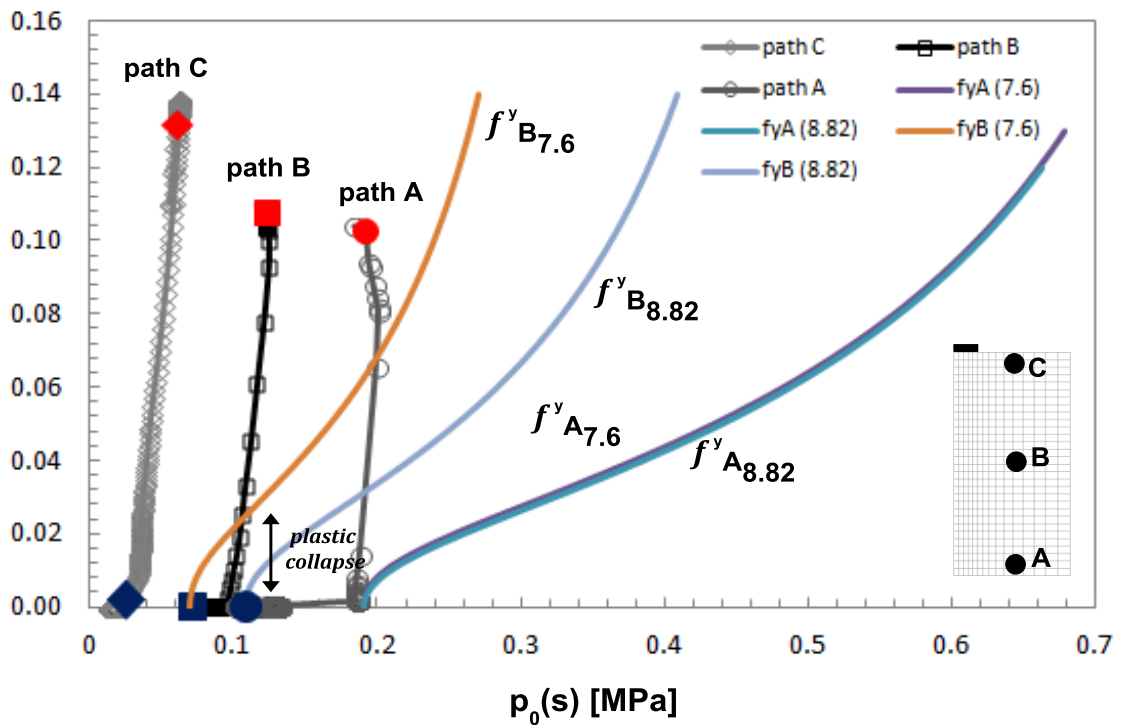 0.16
0.14
0.12
0.10
0.08
0.06
0.04
0.02
0.00
0
0.1
0.2
0.3
0.4
0.5
0.6
0.7
p0(s) [MPa]
path C
path B
path A
fyA (7.6)
fyA (8.82)
fyB (7.6)
fyB (8.82)
path C
path B
path A
f y B7.6
f y B8.82
f y A7.6
f y A8.82
plastic
collapse
C
B
A